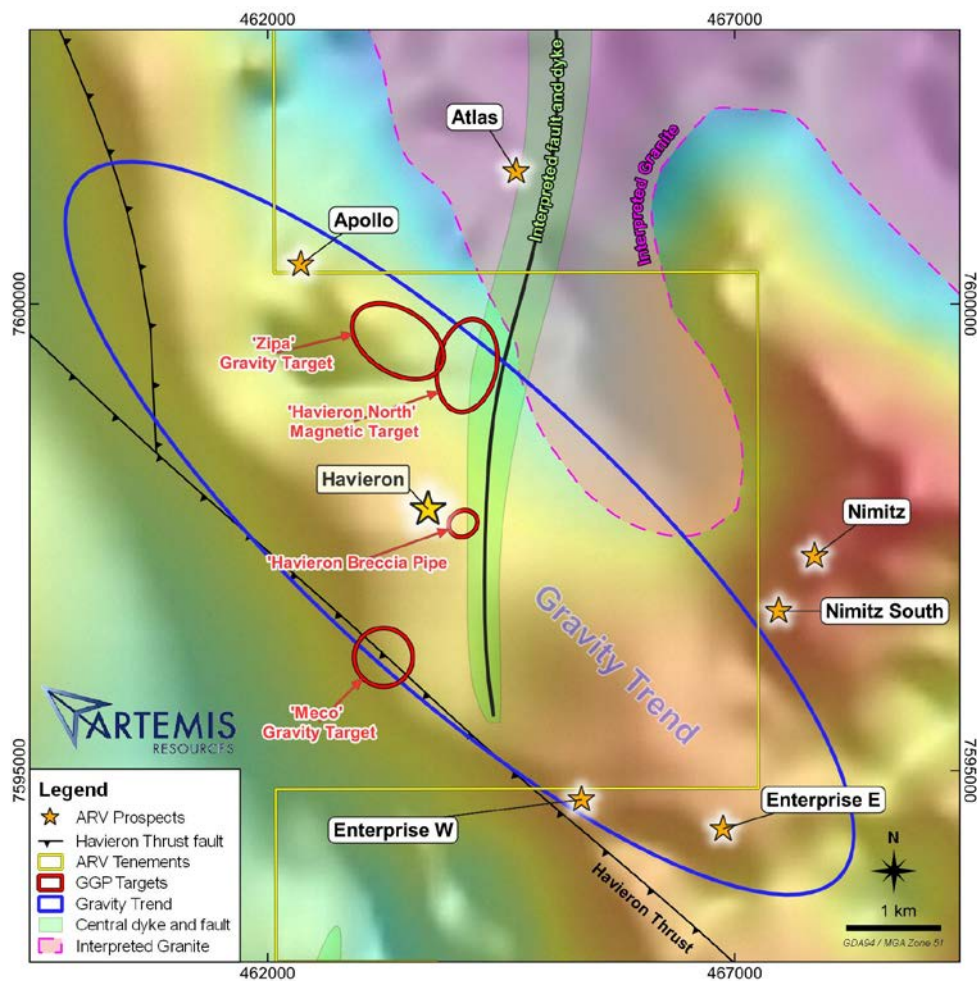 462000
467000
Interpreted fault and dyke
Atlas
Interpreted Granite
Apollo
7600000
7600000
'Zipa'
Gravity Target
'Havieron North'
Magnetic Target
Havieron
Nimitz
'Havieron Breccia Pipe
Nimitz South
Gravity Trend
'Meco'
Gravity Target
ARTEMIS
RESOURCES
7595000
7595000
Enterprise W
Enterprise E
Havieron Thrust
Legend
ARV Prospects
Havieron Thrust fault
ARV Tenements
GGP Targets
Gravity Trend
Central dyke and fault
Interpreted Granite
N
1 km
GDA94 / MGA Zone 51
462000
467000